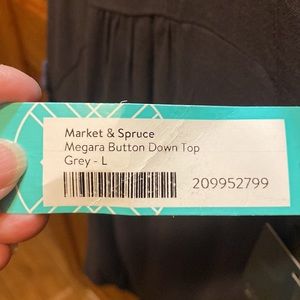 Market & Spruce
Megara Button Down Top
Grey - L
209952799